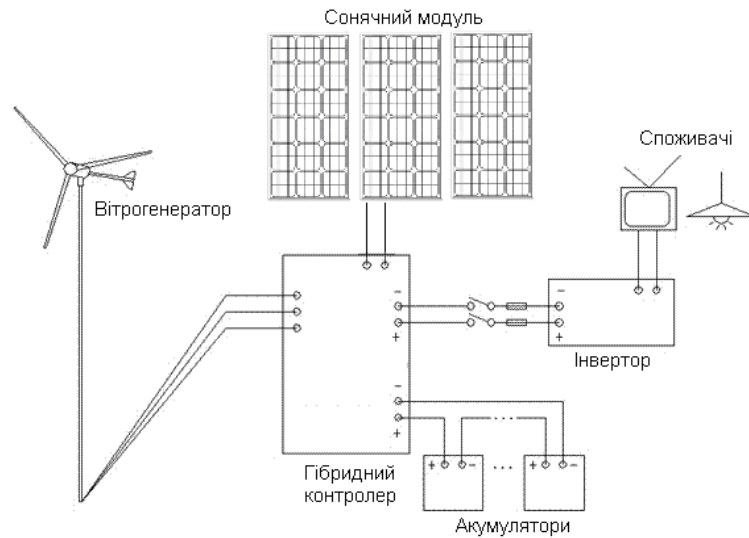 Сонячний модуль
Споживачі
Вітрогенератор
−
+
−
+
Інвертор
−
+
Гібридний
контролер
+ − ... + −
...
Акумулятори